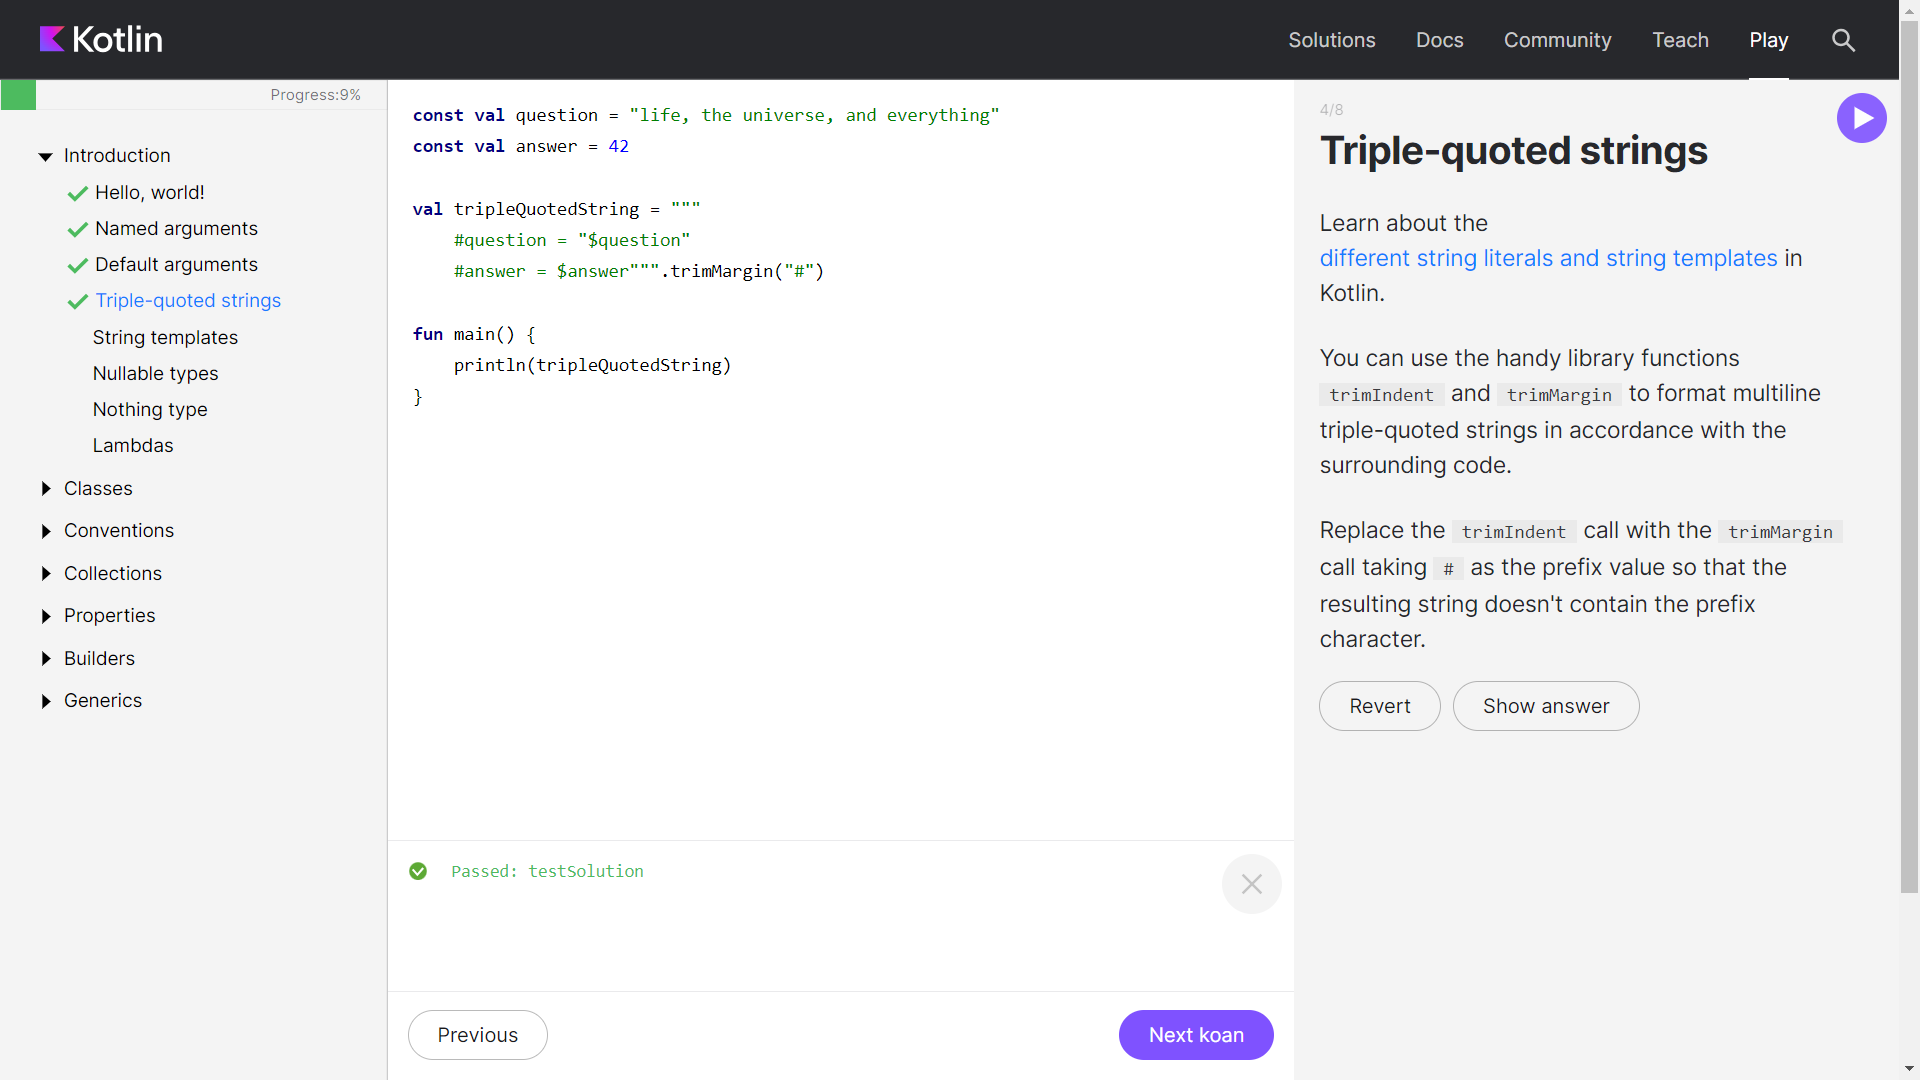 Kotlin
Solutions
Docs
Community
Teach
Play
Progress:9%
Introduction
Hello, world!
Named arguments
Default arguments
Triple-quoted strings
String templates
Nullable types
Nothing type
Lambdas
Classes
Conventions
Collections
Properties
Builders
Generics
const val question = "life, the universe, and everything"
const val answer = 42
val tripleQuotedString = """
#question = "$question"
#answer = $answer""".trimMargin("#")
fun main() {
println(tripleQuotedString)
}
Passed: testSolution
Previous
Next koan
4/8
Triple-quoted strings
Learn about the
different string literals and string templates in
Kotlin.
You can use the handy library functions
trimIndent and trimMargin to format multiline
triple-quoted strings in accordance with the
surrounding code.
Replace the trimIndent call with the trimMargin
call taking # as the prefix value so that the
resulting string doesn't contain the prefix
character.
Revert
Show answer